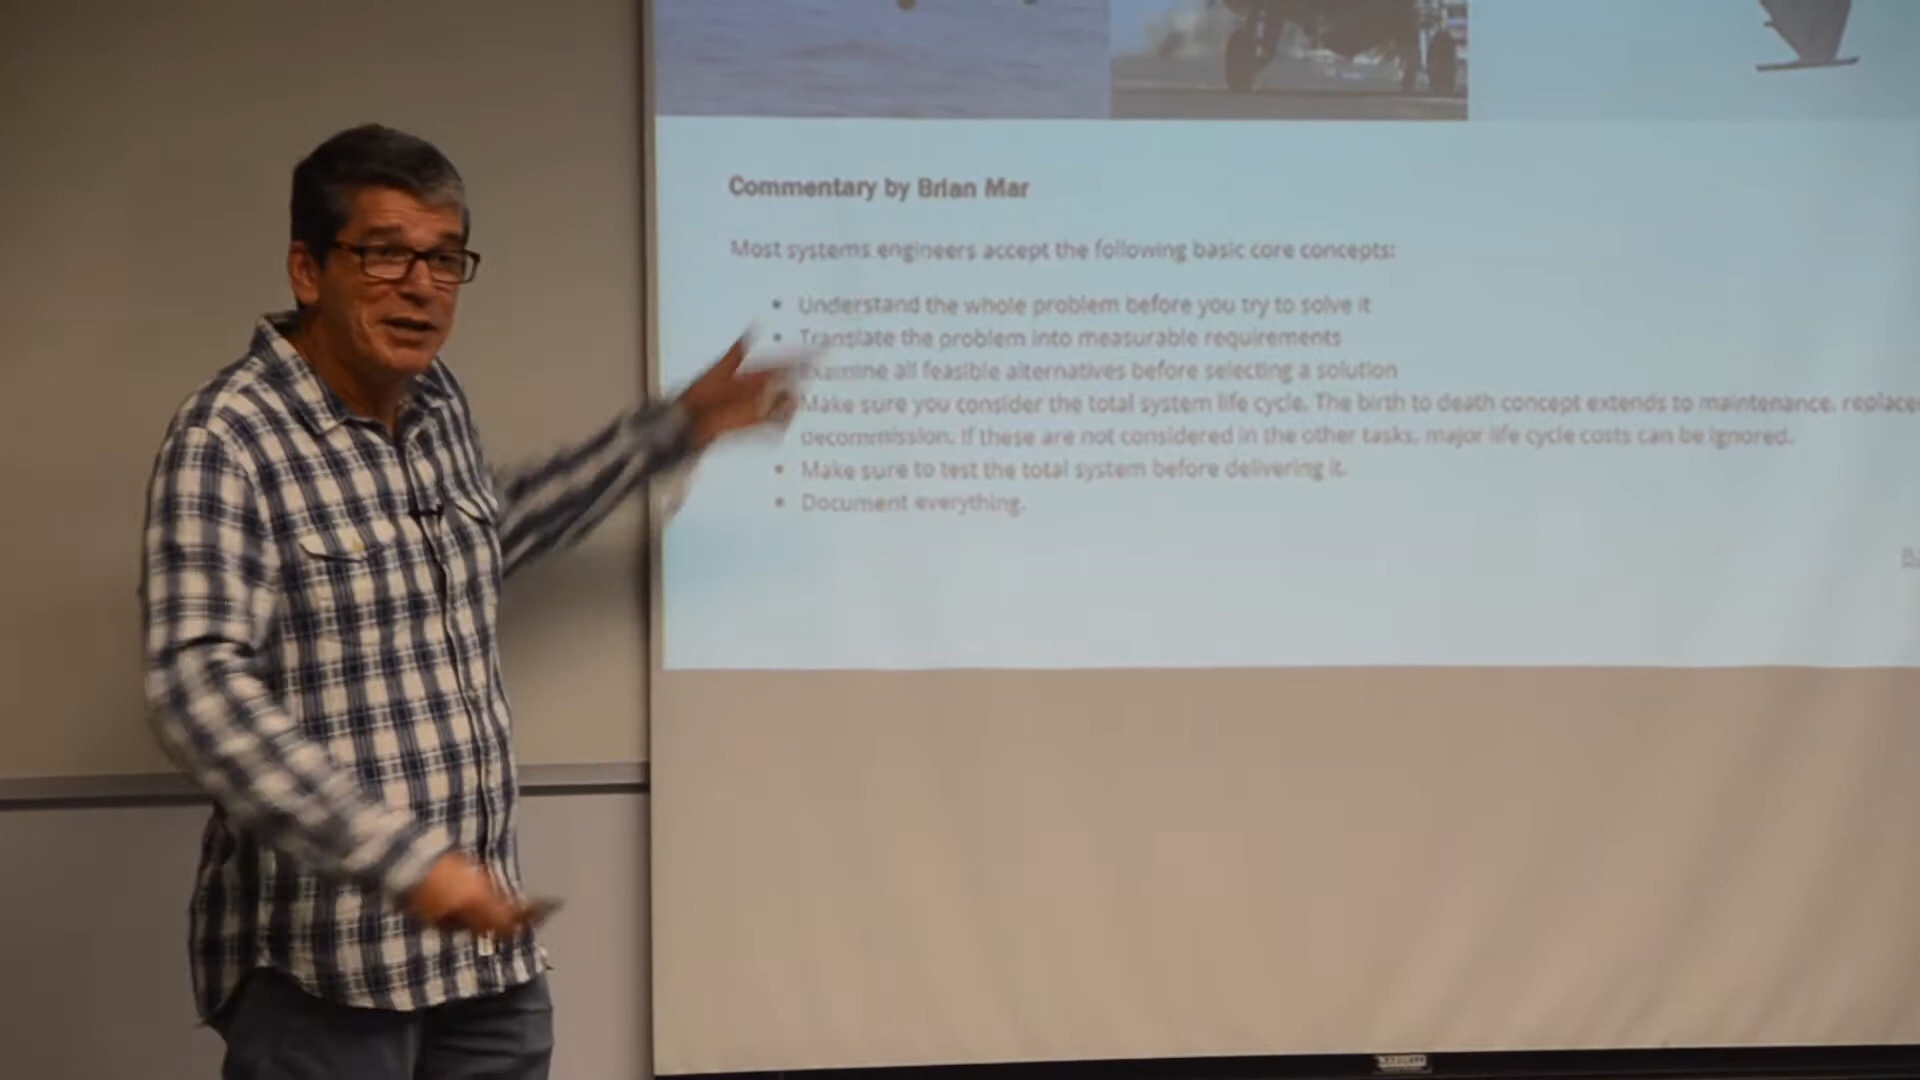 Commentary by Brian Mar
Most systems engineers accept the following basic core concepts:
• Understand the whole problem before you try to solve it
• Translate the problem into measurable requirements
Examine all feasible alternatives before selecting a solution
Make sure you consider the total system life cycle. The birth to death concept extends to maintenance, replace
decommission. If these are not considered in the other tasks, major life cycle costs can be ignored.
• Make sure to test the total system before delivering it.
• Document everything.